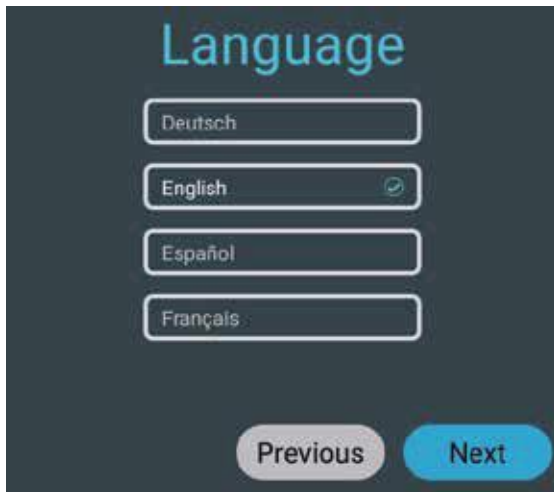 Language
Deutsch
English
Español
Français
Previous
Next